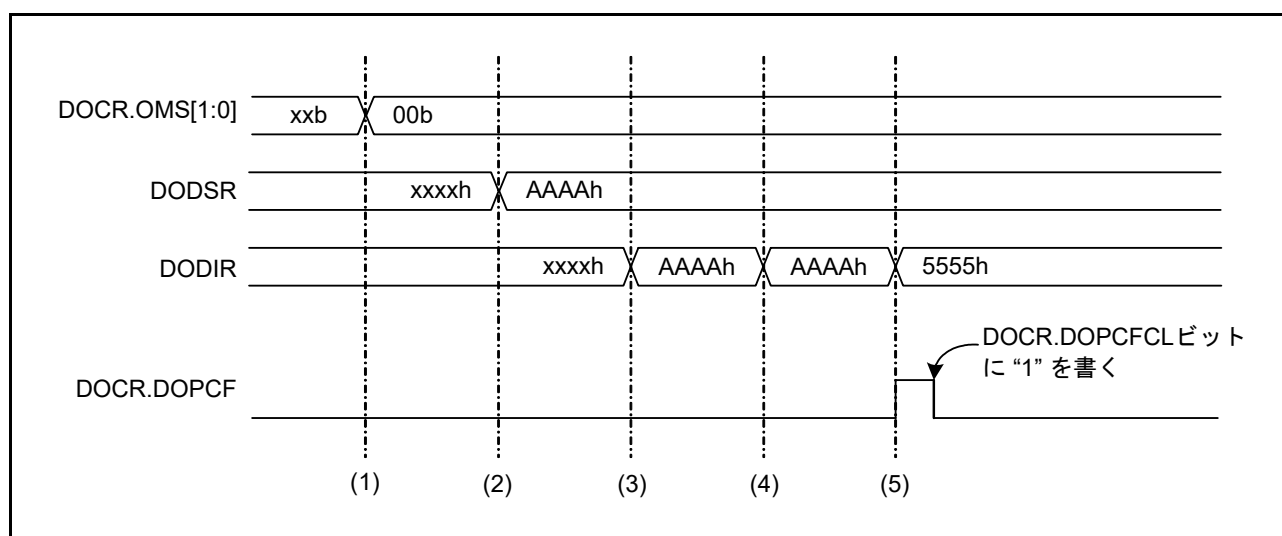 DOCR.OMS[1:0] xxb 00b
DODSR xxxxh AAAAh
DODIR xxxxh AAAAh AAAAh 5555h
DOCR.DOPCFCLビット
に “1” を書く
DOCR.DOPCF
(1) (2) (3) (4) (5)